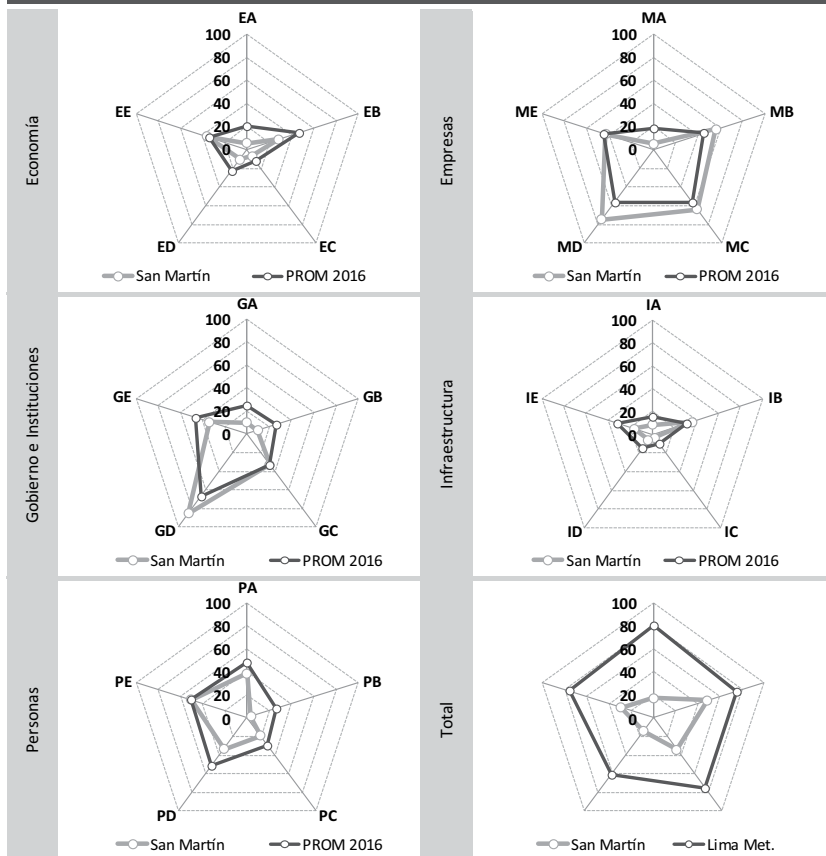 Economía
EA
100
80
60
40
20
0
EB
EC
ED
EE
San Martín
PROM 2016
Empresas
MA
100
80
60
40
20
0
MB
MC
MD
ME
San Martín
PROM 2016
Gobierno e Instituciones
GA
100
80
60
40
20
0
GB
GC
GD
GE
San Martín
PROM 2016
Infraestructura
IA
100
80
60
40
20
0
IB
IC
ID
IE
San Martín
PROM 2016
Personas
PA
100
80
60
40
20
0
PB
PC
PD
PE
San Martín
PROM 2016
Total
100
80
60
40
20
0
San Martín
Lima Met.